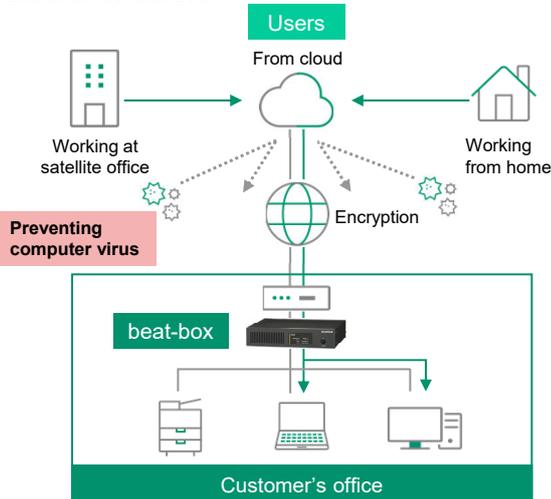 Users
From cloud
Working at
satellite office
Working
from home
Encryption
Preventing
computer virus
beat-box
Customer's office